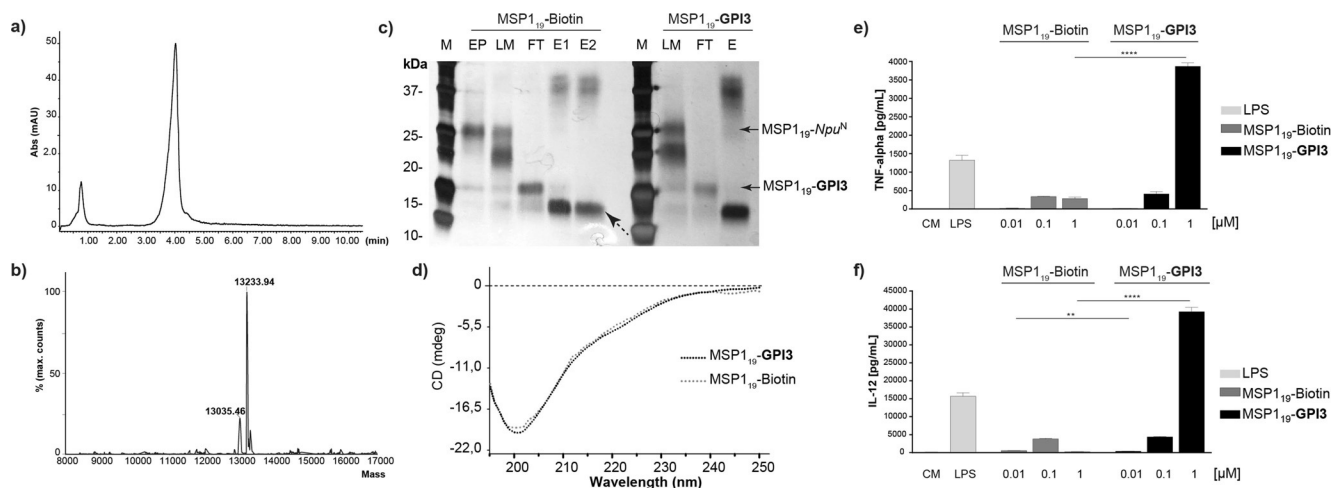 a)
Abs (mAU)
50
40
30
20
10
0
1.00 2.00 3.00 4.00 5.00 6.00 7.00 8.00 9.00 10.00 (min)
b)
% (max. counts)
100
50
0
13233.94
13035.46
8000 9000 10000 11000 12000 13000 14000 15000 16000 17000
Mass
c)
MSP1₁₉-Biotin
MSP1₁₉-GPI3
M EP LM FT E1 E2 M LM FT E
kDa
37-
25-
20-
15-
10-
MSP1₁₉-Npuᴺ
MSP1₁₉-GPI3
d)
CD (mdeg)
0
-5,5
-11.0
-16.5
-22.0
MSP1₁₉-GPI3
MSP1₁₉-Biotin
200 210 220 230 240 250
Wavelength (nm)
e)
MSP1₁₉-Biotin
MSP1₁₉-GPI3
****
TNF-alpha [pg/mL]
4000
3500
3000
2500
2000
1500
1000
500
0
CM LPS 0.01 0.1 1 0.01 0.1 1 [µM]
LPS
MSP1₁₉-Biotin
MSP1₁₉-GPI3
f)
MSP1₁₉-Biotin
MSP1₁₉-GPI3
****
**
IL-12 [pg/mL]
45000
40000
35000
30000
25000
20000
15000
10000
5000
0
CM LPS 0.01 0.1 1 0.01 0.1 1 [µM]
LPS
MSP1₁₉-Biotin
MSP1₁₉-GPI3